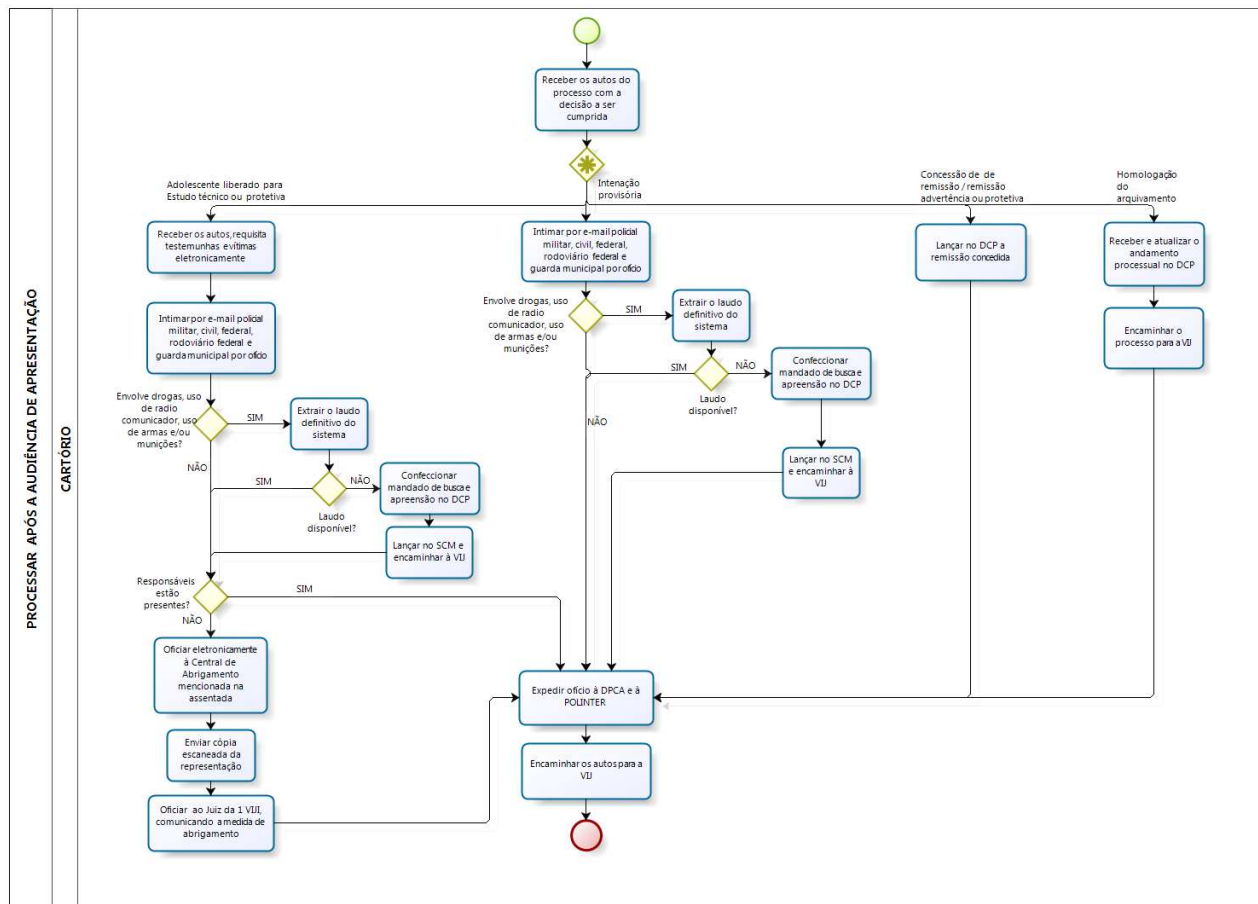 PROCESSAR APÓS A AUDIÊNCIA DE APRESENTAÇÃO
CARTÓRIO
Receber os autos do
processo com a
decisão a ser
cumprida
Adolescente liberado para
Estudo técnico ou protetiva
Intenação
provisória
Concessão de de
remissão / remissão
advertência ou protetiva
Homologação
do
arquivamento
Receber os autos, requisita
testemunhas e vítimas
eletronicamente
Intimar por e-mail policial
militar, civil, federal,
rodoviário federal e
guarda municipal por ofício
Envolve drogas, uso
de radio
comunicador, uso
de armas e/ou
munições?
SIM
NÃO
Extrair o laudo
definitivo do
sistema
Laudo
disponível?
SIM
NÃO
Confeccionar
mandado de busca e
apreensão no DCP
Lançar no SCM e
encaminhar à VIJ
Responsáveis
estão
presentes?
SIM
NÃO
Oficiar eletronicamente
à Central de
Abrigamento
mencionada na
assentada
Enviar cópia
escaneada da
representação
Oficiar ao Juiz da 1 VIJI,
comunicando a medida de
abrigamento
Intimar por e-mail policial
militar, civil, federal,
rodoviário federal e
guarda municipal por ofício
Envolve drogas, uso
de radio
comunicador, uso
de armas e/ou
munições?
SIM
NÃO
Extrair o laudo
definitivo do
sistema
Laudo
disponível?
SIM
NÃO
Confeccionar
mandado de busca e
apreensão no DCP
Lançar no SCM
e encaminhar à
VIJ
Lançar no DCP a
remissão concedida
Receber e atualizar o
andamento
processual no DCP
Encaminhar o
processo para a VIJ
Expedir ofício à DPCA e à
POLINTER
Encaminhar os autos para a
VIJ